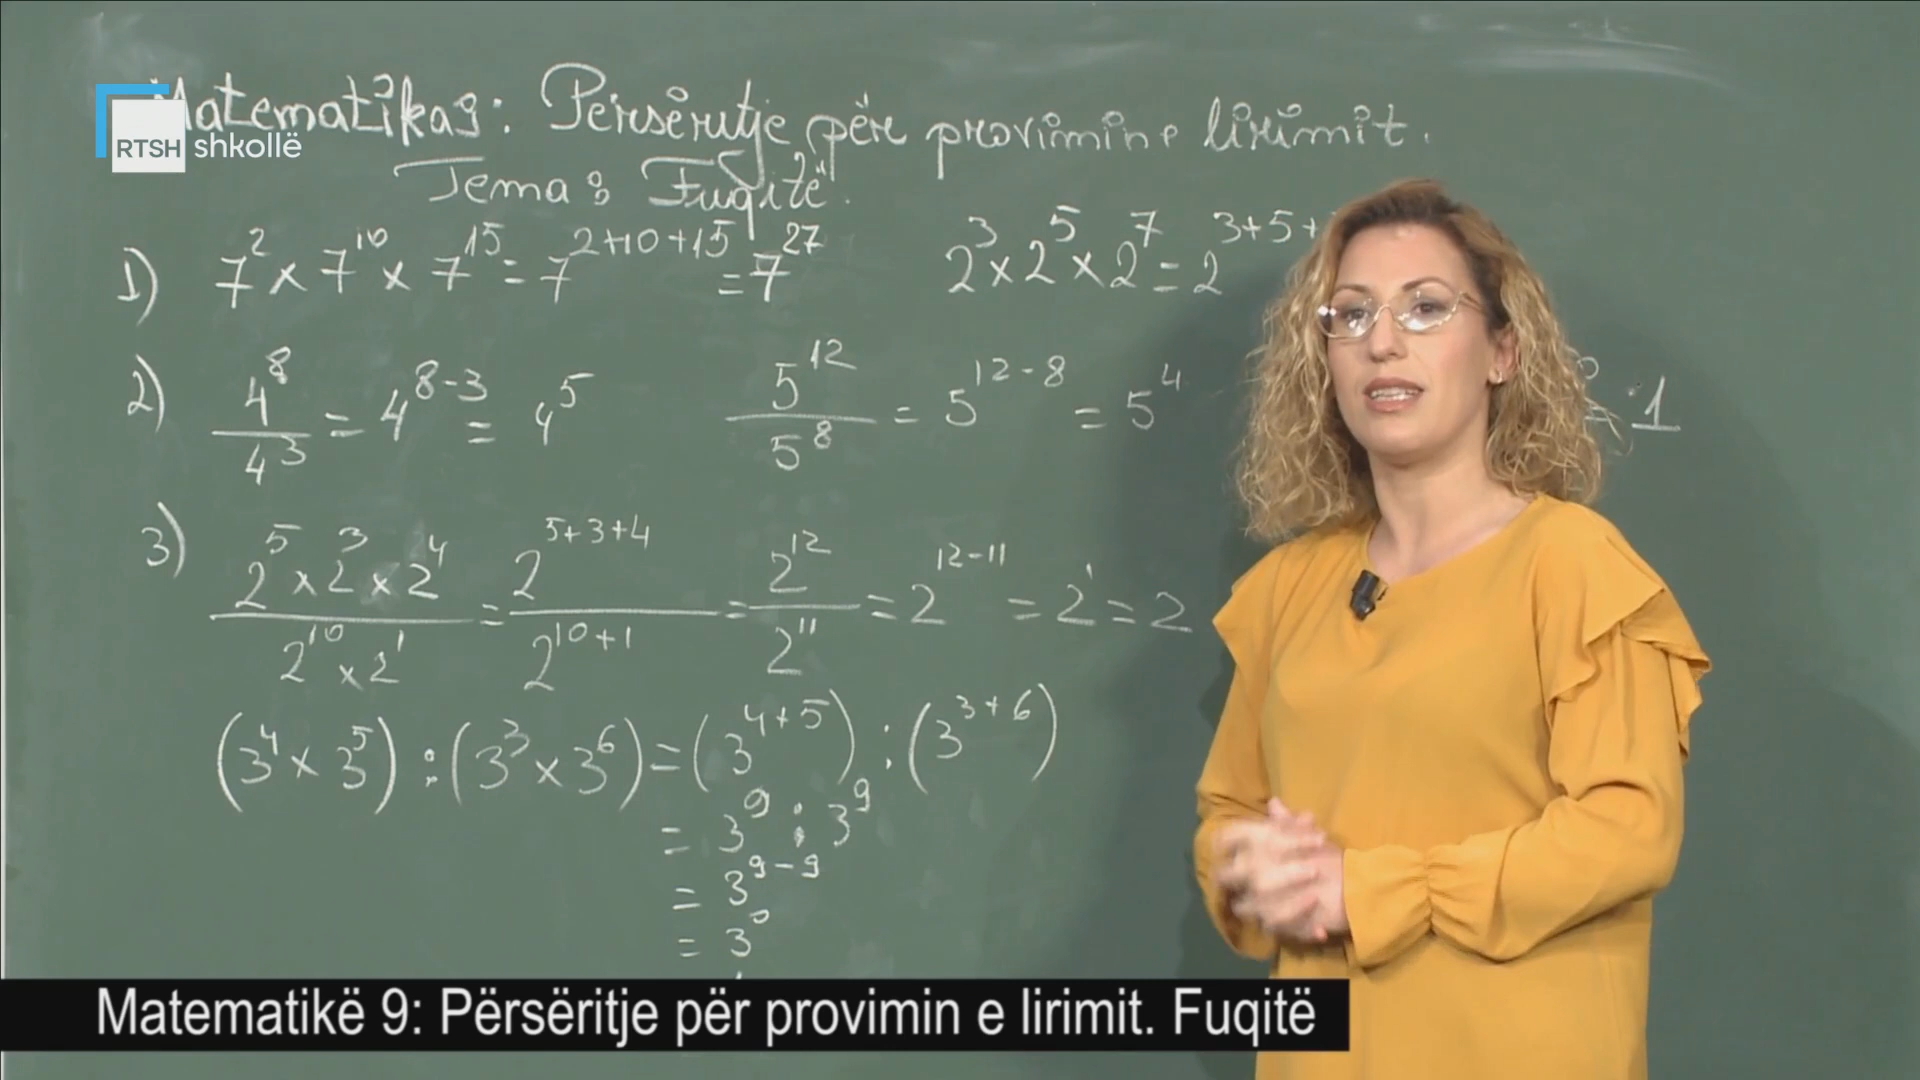 Matematika 9: Përsëritje për provimin e lirimit.
RTSH shkollë
Tema: Fuqitë.
1) 7² × 7¹⁰ × 7¹⁵ = 7²⁺¹⁰⁺¹⁵ = 7²⁷
2³ × 2⁵ × 2⁷ = 2³⁺⁵⁺
2) 4⁸/4³ = 4⁸⁻³ = 4⁵
5¹²/5⁸ = 5¹²⁻⁸ = 5⁴
1
3) (2⁵ × 2³ × 2⁴)/(2¹⁰ × 2¹) = 2⁵⁺³⁺⁴/2¹⁰⁺¹ = 2¹²/2¹¹ = 2¹²⁻¹¹ = 2¹ = 2
(3⁴ × 3⁵) : (3³ × 3⁶) = (3⁴⁺⁵) : (3³⁺⁶)
= 3⁹ : 3⁹
= 3⁹⁻⁹
= 3⁰
Matematikë 9: Përsëritje për provimin e lirimit. Fuqitë